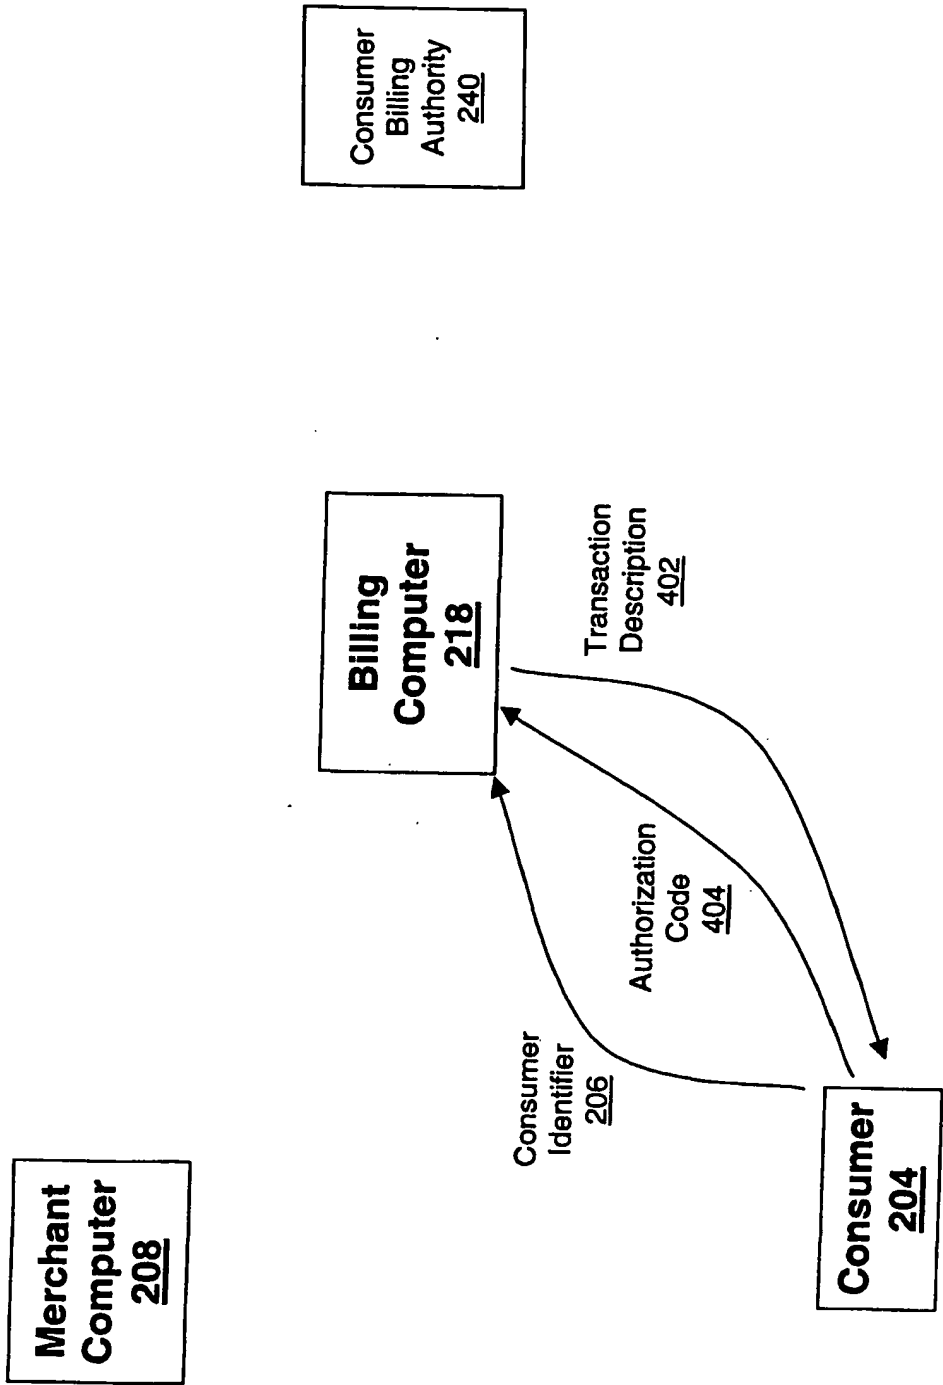 Merchant
Computer
208
Billing
Computer
218
Consumer
Billing
Authority
240
Consumer
Identifier
206
Authorization
Code
404
Transaction
Description
402
Consumer
204